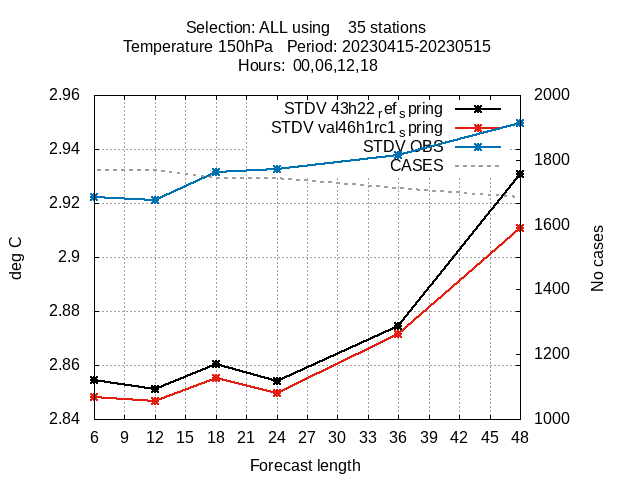 Selection: ALL using    35 stations
Temperature 150hPa   Period: 20230415-20230515
Hours:  00,06,12,18
STDV 43h22refspring
STDV val46h1rc1spring
STDV OBS
CASES
2.96
2.94
2.92
2.9
2.88
2.86
2.84
2000
1800
1600
1400
1200
1000
deg C
No cases
6 9 12 15 18 21 24 27 30 33 36 39 42 45 48
Forecast length